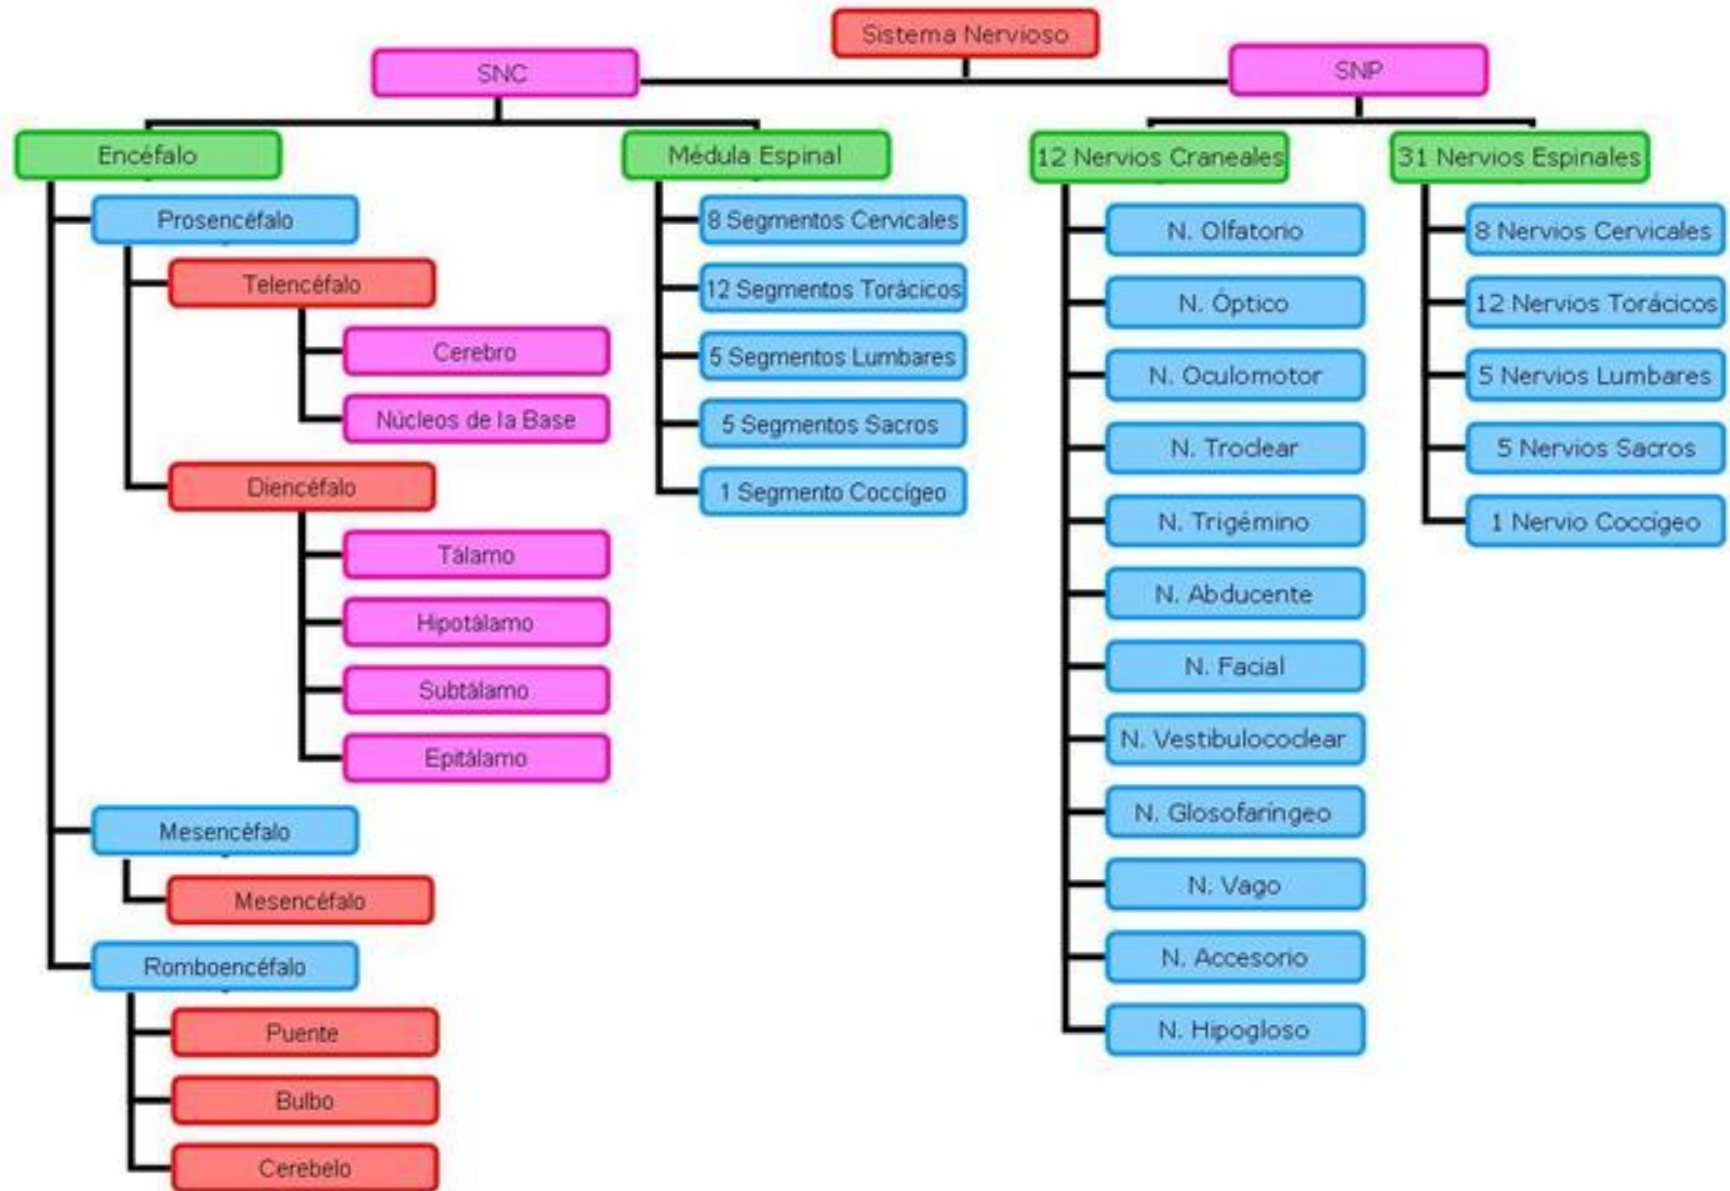 Sistema Nervioso
SNC
SNP
Encéfalo
Médula Espinal
12 Nervios Craneales
31 Nervios Espinales
Prosencéfalo
Telencéfalo
Cerebro
Núcleos de la Base
Diencéfalo
Tálamo
Hipotálamo
Subtálamo
Epitálamo
Mesencéfalo
Mesencéfalo
Romboencéfalo
Puente
Bulbo
Cerebelo
8 Segmentos Cervicales
12 Segmentos Torácicos
5 Segmentos Lumbares
5 Segmentos Sacros
1 Segmento Coccígeo
N. Olfatorio
N. Óptico
N. Oculomotor
N. Troclear
N. Trigémino
N. Abducente
N. Facial
N. Vestibulococlear
N. Glosofaríngeo
N. Vago
N. Accesorio
N. Hipogloso
8 Nervios Cervicales
12 Nervios Torácicos
5 Nervios Lumbares
5 Nervios Sacros
1 Nervio Coccígeo